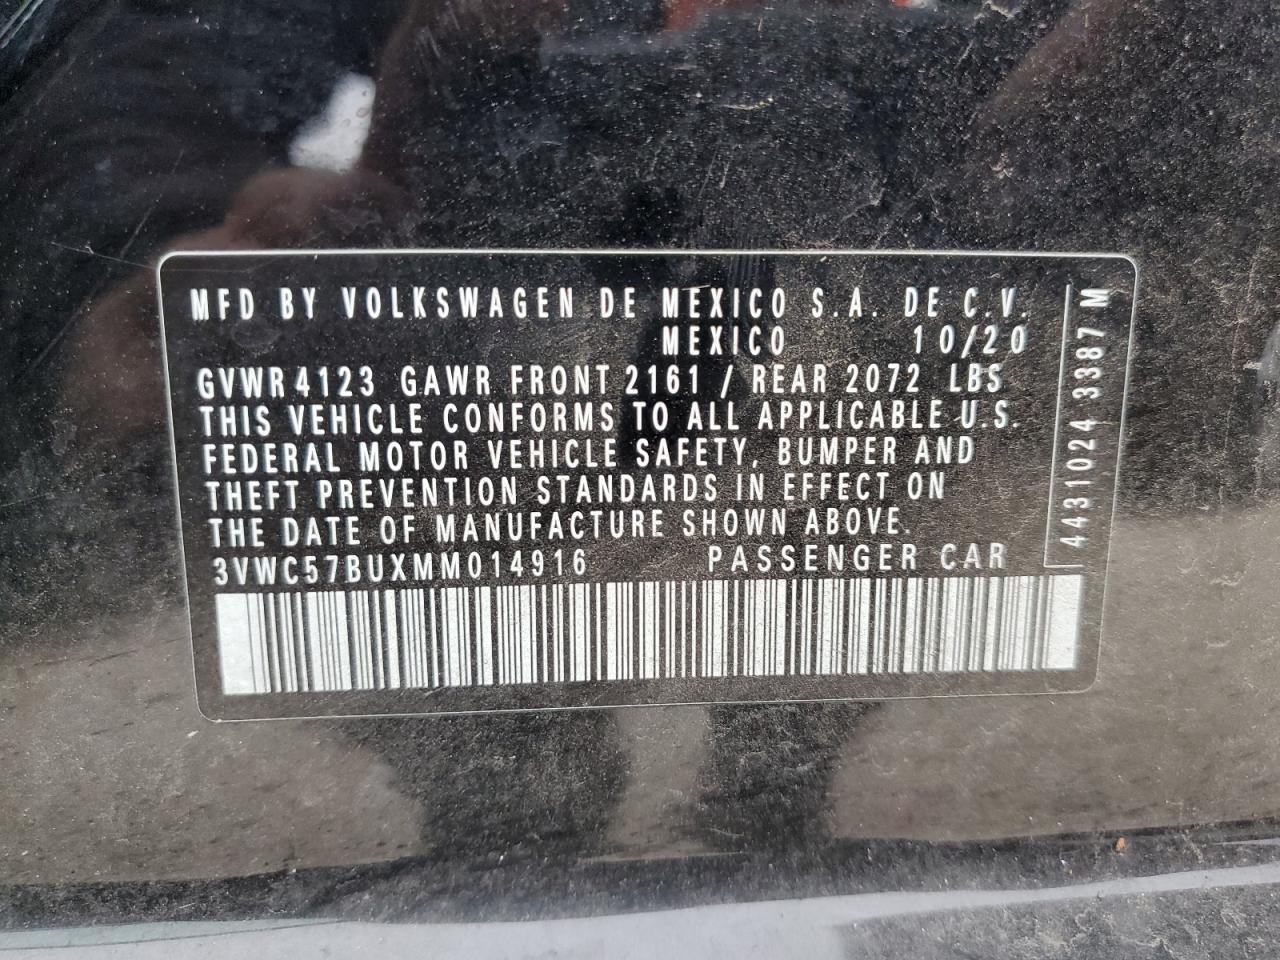 MFD BY VOLKSWAGEN DE MEXICO S.A. DE C.V.
MEXICO 10/20
GVWR 4123 GAWR FRONT 2161 / REAR 2072 LBS
THIS VEHICLE CONFORMS TO ALL APPLICABLE U.S.
FEDERAL MOTOR VEHICLE SAFETY, BUMPER AND
THEFT PREVENTION STANDARDS IN EFFECT ON
THE DATE OF MANUFACTURE SHOWN ABOVE.
3VWC57BUXMM014916 PASSENGER CAR
4431024 3387 M